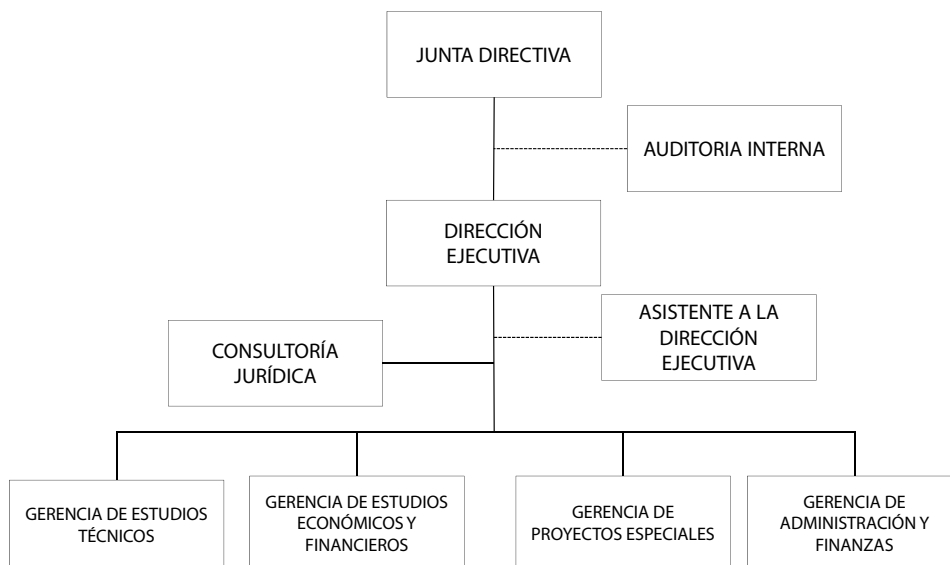 JUNTA DIRECTIVA
AUDITORIA INTERNA
DIRECCIÓN
EJECUTIVA
ASISTENTE A LA
DIRECCIÓN
EJECUTIVA
CONSULTORÍA
JURÍDICA
GERENCIA DE ESTUDIOS
TÉCNICOS
GERENCIA DE ESTUDIOS
ECONÓMICOS Y
FINANCIEROS
GERENCIA DE
PROYECTOS ESPECIALES
GERENCIA DE
ADMINISTRACIÓN Y
FINANZAS